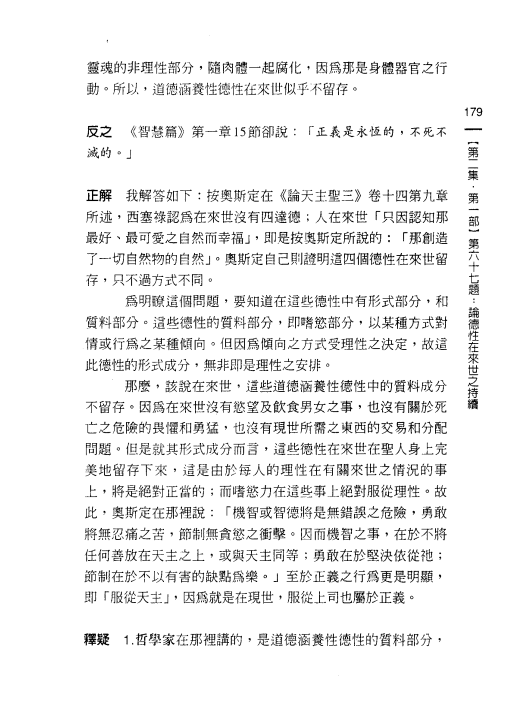 靈魂的非理性部分，隨肉體一起腐化，因爲那是身體器官之行
動。所以，道德涵養性德性在來世似乎不留存。
反之　《智慧篇》第一章15節卻說：「正義是永恆的，不死不
滅的。」
正解　我解答如下：按奧斯定在《論天主聖三》卷十四第九章
所述，西塞祿認爲在來世沒有四達德；人在來世「只因認知那
最好、最可愛之自然而幸福」，即是按奧斯定所說的：「那創造
了一切自然物的自然」。奧斯定自己則證明這四個德性在來世留
存，只不過方式不同。
爲明瞭這個問題，要知道在這些德性中有形式部分，和
質料部分。這些德性的質料部分，即嗜慾部分，以某種方式對
情或行爲之某種傾向。但因爲傾向之方式受理性之決定，故這
此德性的形式成分，無非即是理性之安排。
那麼，該說在來世，這些道德涵養性德性中的質料成分
不留存。因爲在來世沒有慾望及飲食男女之事，也沒有關於死
亡之危險的畏懼和勇猛，也沒有現世所需之東西的交易和分配
問題。但是就其形式成分而言，這些德性在來世在聖人身上完
美地留存下來，這是由於每人的理性在有關來世之情況的事
上，將是絕對正當的；而嗜慾力在這些事上絕對服從理性。故
此，奧斯定在那裡說：「機智或智德將是無錯誤之危險，勇敢
將無忍痛之苦，節制無貪慾之衝擊。因而機智之事，在於不將
任何善放在天主之上，或與天主同等；勇敢在於堅決依從祂；
節制在於不以有害的缺點爲樂。」至於正義之行爲更是明顯，
即「服從天主」，因爲就是在現世，服從上司也屬於正義。
釋疑　1.哲學家在那裡講的，是道德涵養性德性的質料部分，
179
【第二集．第一部】第六十七題：論德性在來世之持續